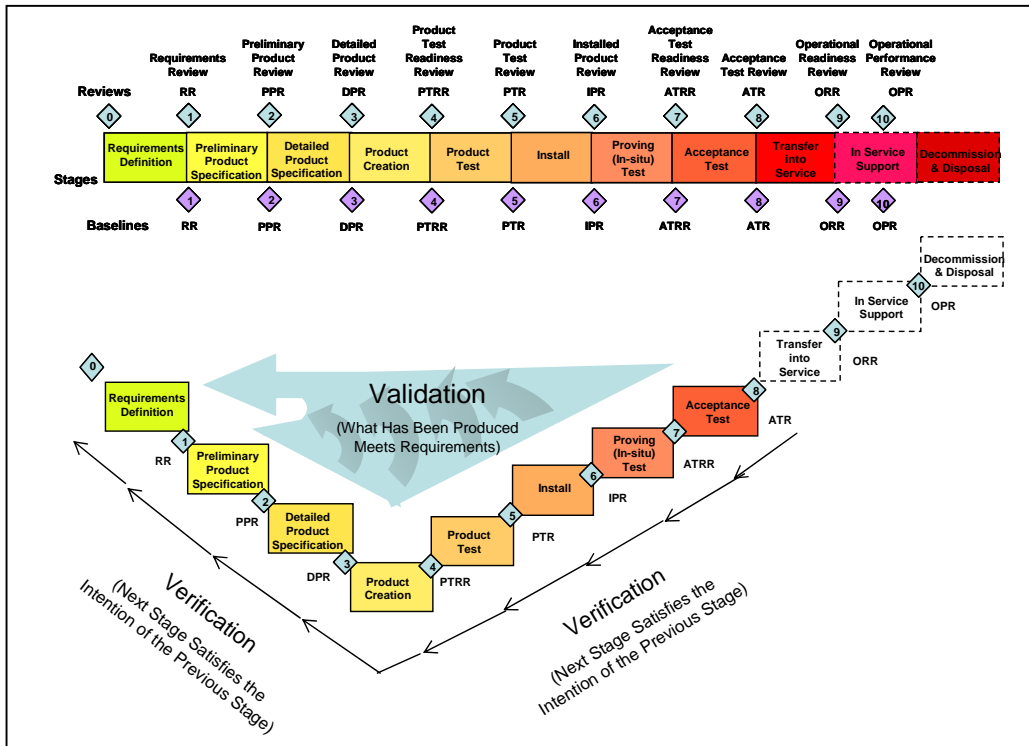 Requirements
Review
Preliminary
Product
Review
Detailed
Product
Review
Product
Test
Readiness
Review
Product
Test
Review
Installed
Product
Review
Acceptance
Test
Readiness
Review
Acceptance
Test Review
Operational
Readiness
Review
Operational
Performance
Review
Reviews
RR
PPR
DPR
PTRR
PTR
IPR
ATRR
ATR
ORR
OPR
0
1
2
3
4
5
6
7
8
9
10
Stages
Requirements
Definition
Preliminary
Product
Specification
Detailed
Product
Specification
Product
Creation
Product
Test
Install
Proving
(In-situ)
Test
Acceptance
Test
Transfer
into
Service
In Service
Support
Decommission
& Disposal
1
2
3
4
5
6
7
8
9
10
Baselines
RR
PPR
DPR
PTRR
PTR
IPR
ATRR
ATR
ORR
OPR
0
Requirements
Definition
1
RR
Preliminary
Product
Specification
2
PPR
Detailed
Product
Specification
3
DPR
Product
Creation
4
PTRR
Product
Test
5
PTR
Install
6
IPR
Proving
(In-situ)
Test
7
ATRR
Acceptance
Test
8
ATR
Transfer
into
Service
9
ORR
In Service
Support
10
OPR
Decommission
& Disposal
Validation
(What Has Been Produced
Meets Requirements)
Verification
(Next Stage Satisfies the
Intention of the Previous Stage)
Verification
(Next Stage Satisfies the
Intention of the Previous Stage)